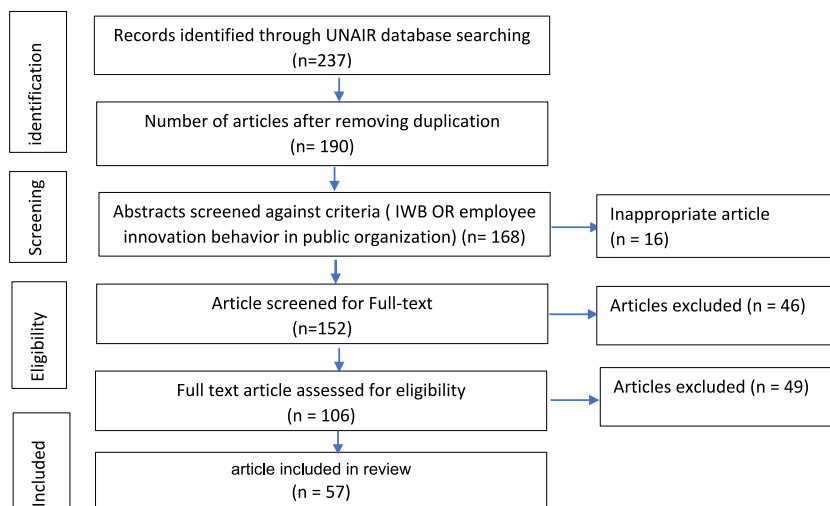 identification
Records identified through UNAIR database searching
(n=237)
Number of articles after removing duplication
(n= 190)
Screening
Abstracts screened against criteria ( IWB OR employee
innovation behavior in public organization) (n= 168)
Inappropriate article
(n = 16)
Eligibility
Article screened for Full-text
(n=152)
Articles excluded (n = 46)
Full text article assessed for eligibility
(n = 106)
Articles excluded (n = 49)
Included
article included in review
(n = 57)